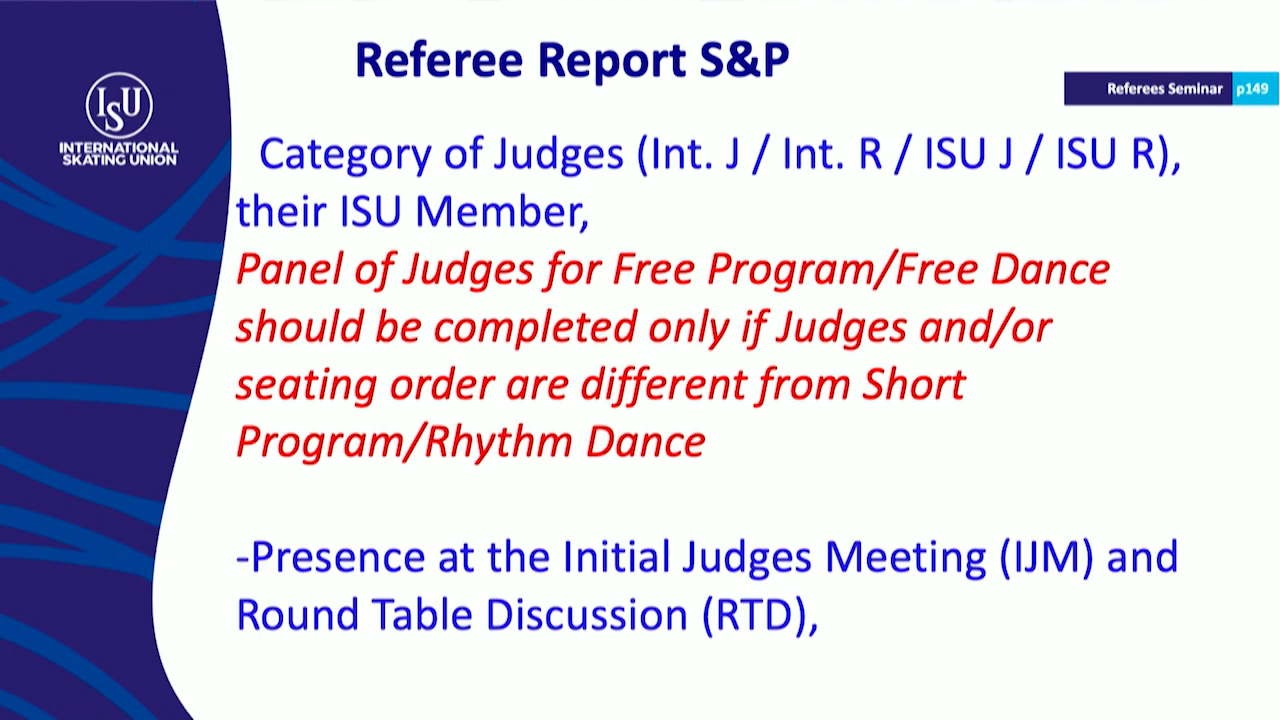 Referee Report S&P
ISU
INTERNATIONAL
SKATING UNION
Referees Seminar p149
Category of Judges (Int. J / Int. R / ISU J / ISU R),
their ISU Member,
Panel of Judges for Free Program/Free Dance
should be completed only if Judges and/or
seating order are different from Short
Program/Rhythm Dance
-Presence at the Initial Judges Meeting (IJM) and
Round Table Discussion (RTD),